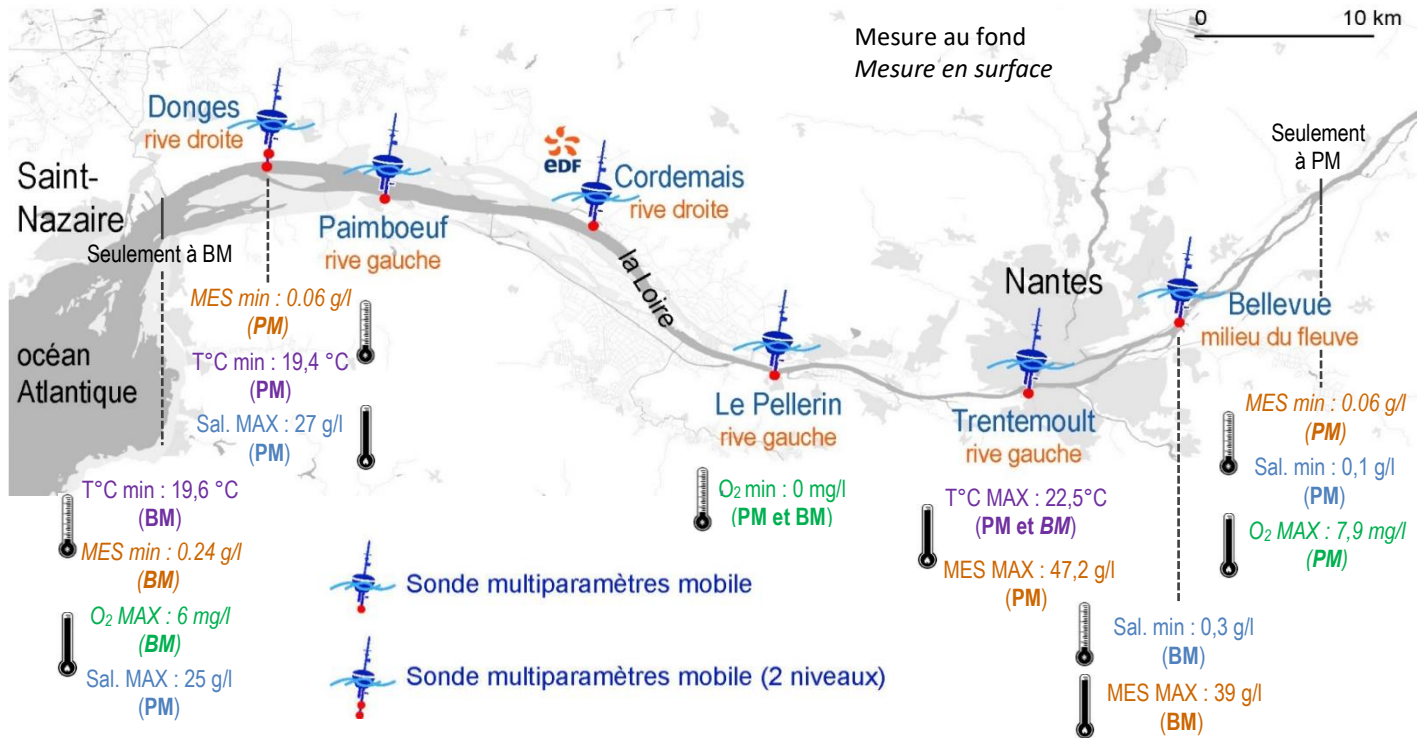 0 10 km
Mesure au fond
Mesure en surface
Donges
rive droite
eDF
Seulement
à PM
Saint-
Nazaire
Cordemais
rive droite
Paimboeuf
rive gauche
Seulement à BM
la Loire
Nantes
Bellevue
milieu du fleuve
océan
Atlantique
MES min : 0.06 g/l
(PM)
T°C min : 19,4 °C
(PM)
Sal. MAX : 27 g/l
(PM)
Le Pellerin
rive gauche
Trentemoult
rive gauche
MES min : 0.06 g/l
(PM)
Sal. min : 0,1 g/l
(PM)
O2 MAX : 7,9 mg/l
(PM)
T°C min : 19,6 °C
(BM)
MES min : 0.24 g/l
(BM)
O2 MAX : 6 mg/l
(BM)
Sal. MAX : 25 g/l
(PM)
O2 min : 0 mg/l
(PM et BM)
T°C MAX : 22,5°C
(PM et BM)
MES MAX : 47,2 g/l
(PM)
Sal. min : 0,3 g/l
(BM)
MES MAX : 39 g/l
(BM)
Sonde multiparamètres mobile
Sonde multiparamètres mobile (2 niveaux)